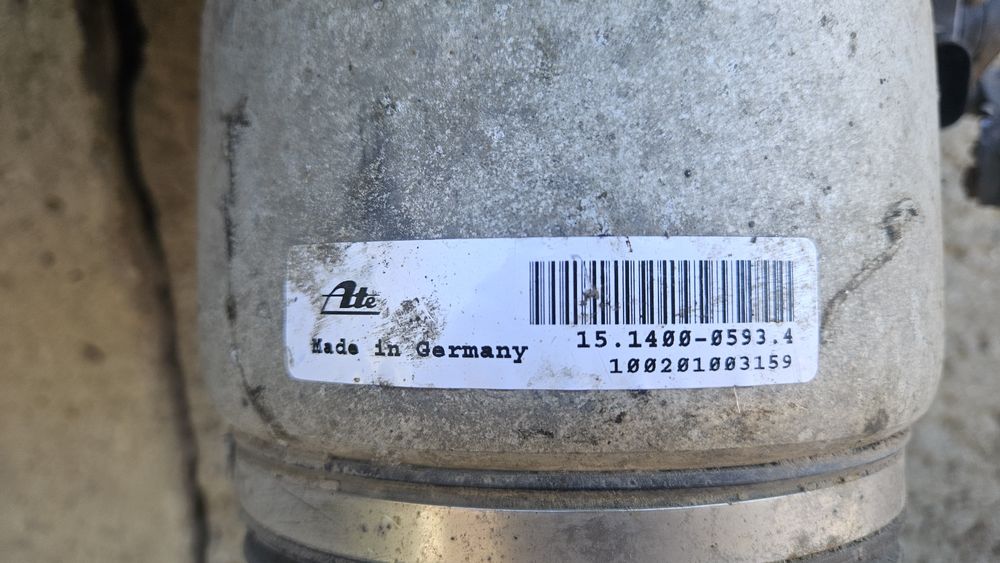 Ate
Made in Germany
15.1400-0593.4
100201003159